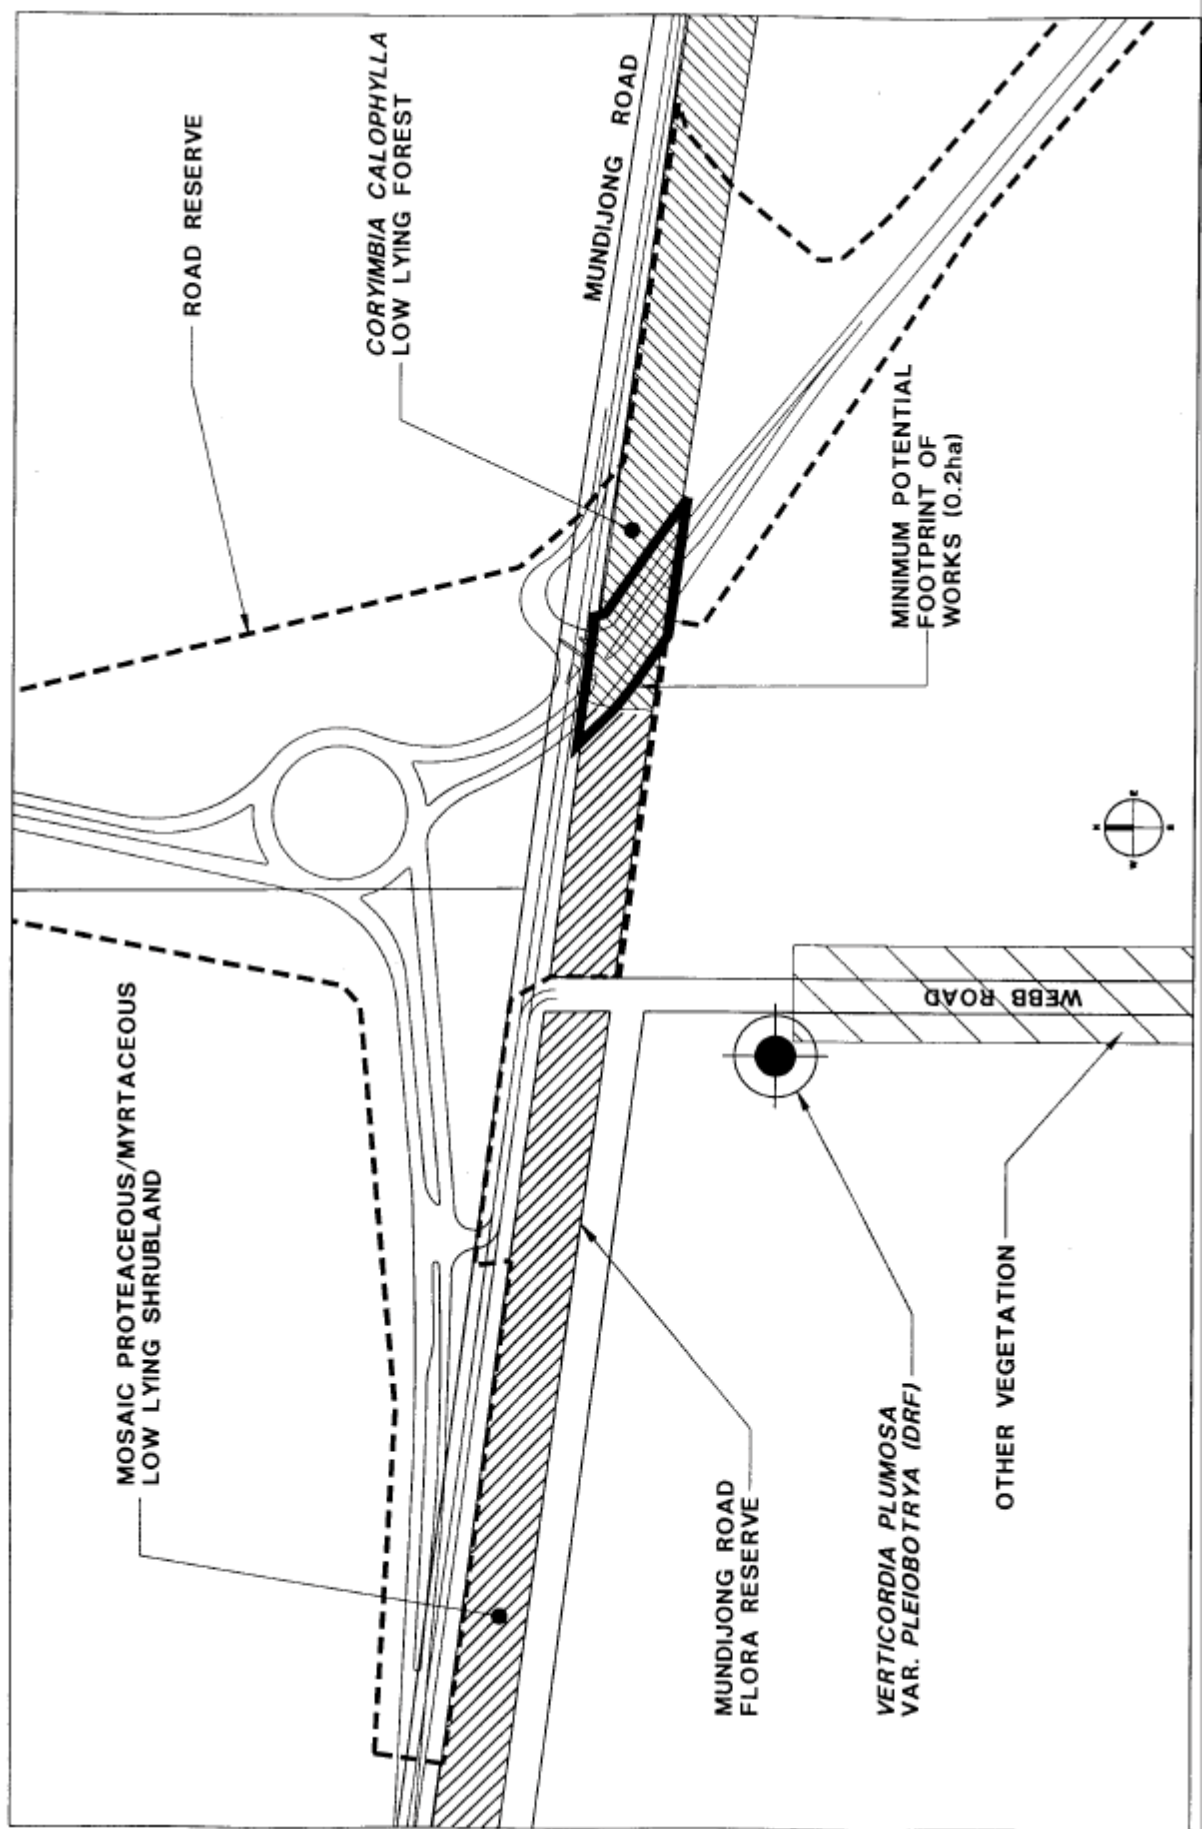 ROAD RESERVE
CORYIMBIA CALOPHYLLA
LOW LYING FOREST
MUNDIJONG ROAD
MOSAIC PROTEACEOUS/MYRTACEOUS
LOW LYING SHRUBLAND
MINIMUM POTENTIAL
FOOTPRINT OF
WORKS (0.2ha)
WEBB ROAD
MUNDIJONG ROAD
FLORA RESERVE
VERTICORDIA PLUMOSA
VAR. PLEIOBOTRYA (DRF)
OTHER VEGETATION